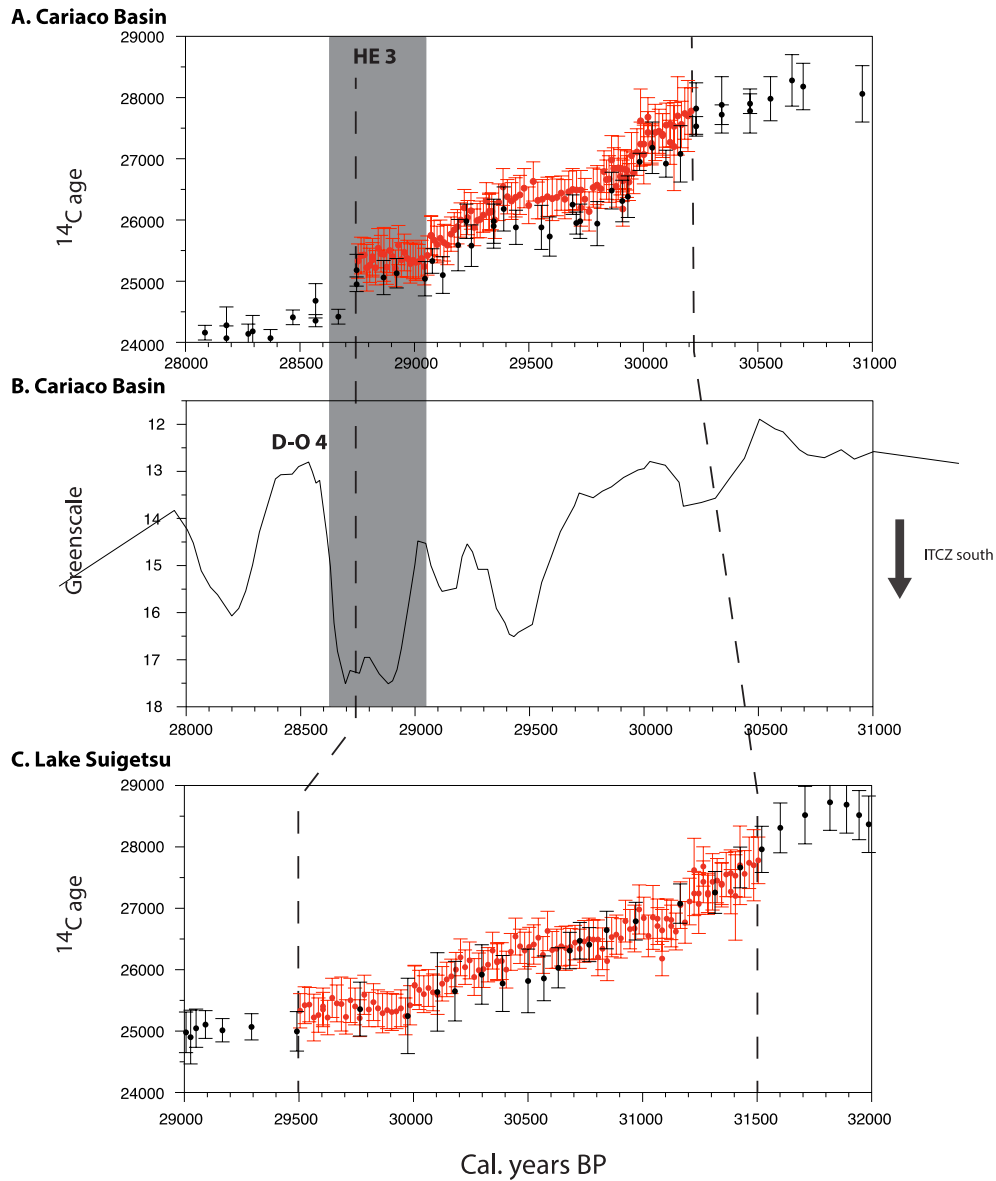 A. Cariaco Basin
29000
HE 3
28000
27000
14C age
26000
25000
24000
28000 28500 29000 29500 30000 30500 31000
B. Cariaco Basin
12
D-O 4
13
14
Greenscale
15
ITCZ south
16
17
18
28000 28500 29000 29500 30000 30500 31000
C. Lake Suigetsu
29000
28000
27000
14C age
26000
25000
24000
29000 29500 30000 30500 31000 31500 32000
Cal. years BP